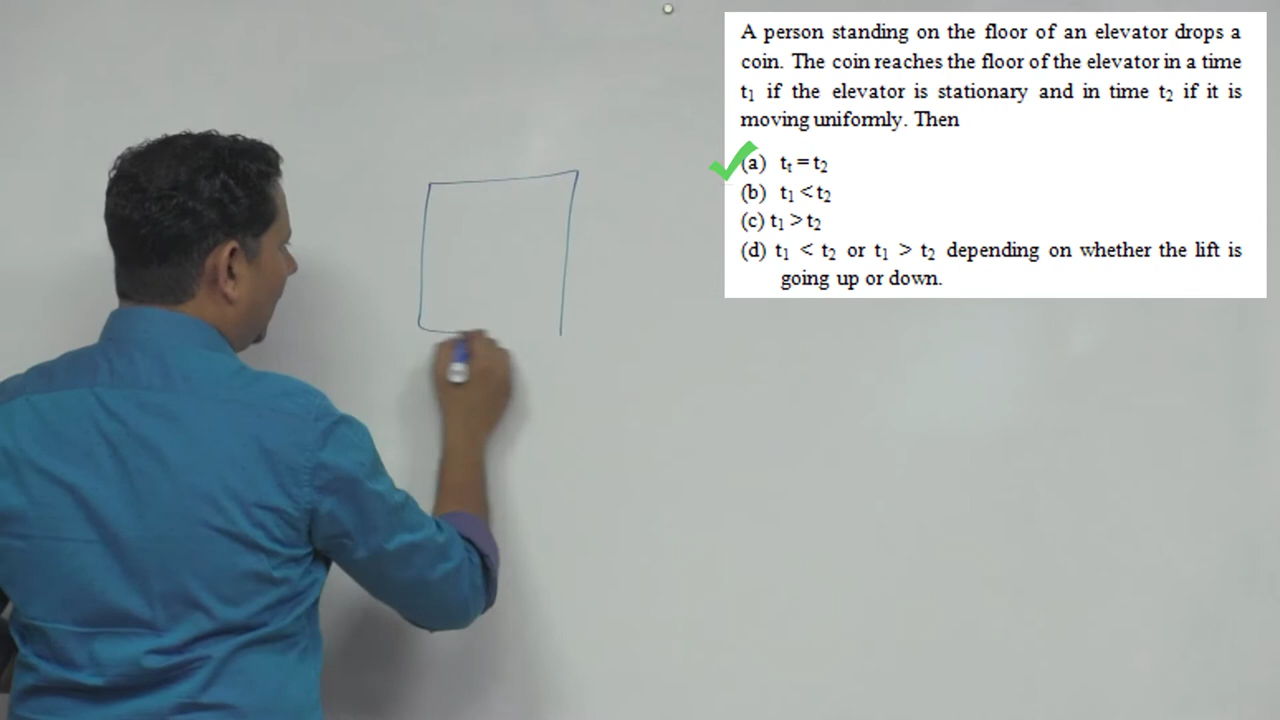 A person standing on the floor of an elevator drops a
coin. The coin reaches the floor of the elevator in a time
t₁ if the elevator is stationary and in time t₂ if it is
moving uniformly. Then
(a) tₜ = t₂
(b) t₁ < t₂
(c) t₁ > t₂
(d) t₁ < t₂ or t₁ > t₂ depending on whether the lift is
going up or down.